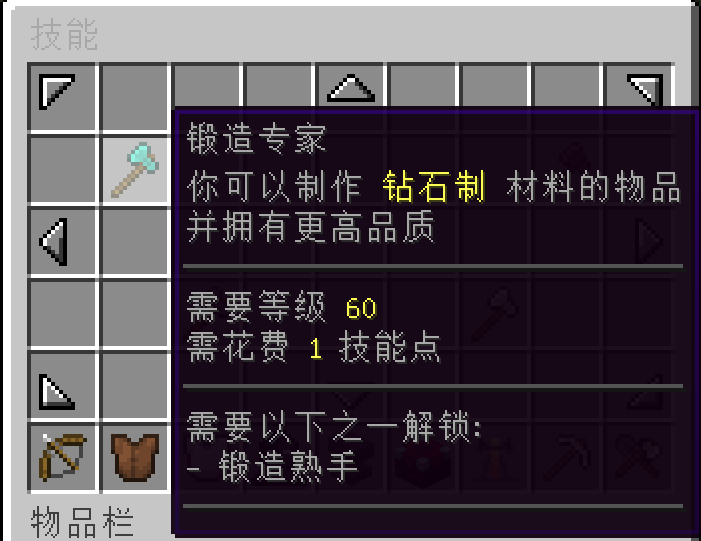 技能
锻造专家
你可以制作 钻石制 材料的物品
并拥有更高品质
需要等级 60
需花费 1 技能点
需要以下之一解锁:
- 锻造熟手
物品栏